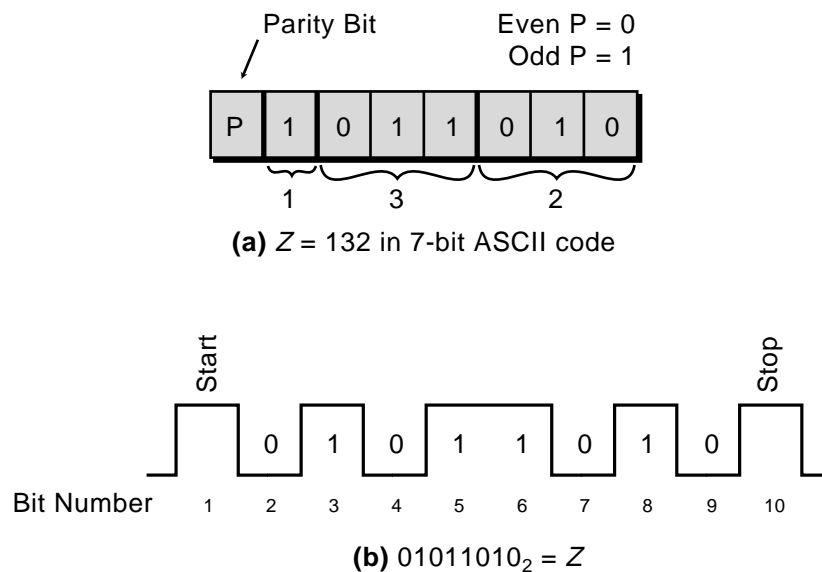 Parity Bit
Even P = 0
Odd P = 1
P 1 0 1 1 0 1 0
1 3 2
(a) Z = 132 in 7-bit ASCII code
Start Stop
0 1 0 1 1 0 1 0
Bit Number 1 2 3 4 5 6 7 8 9 10
(b) 01011010₂ = Z